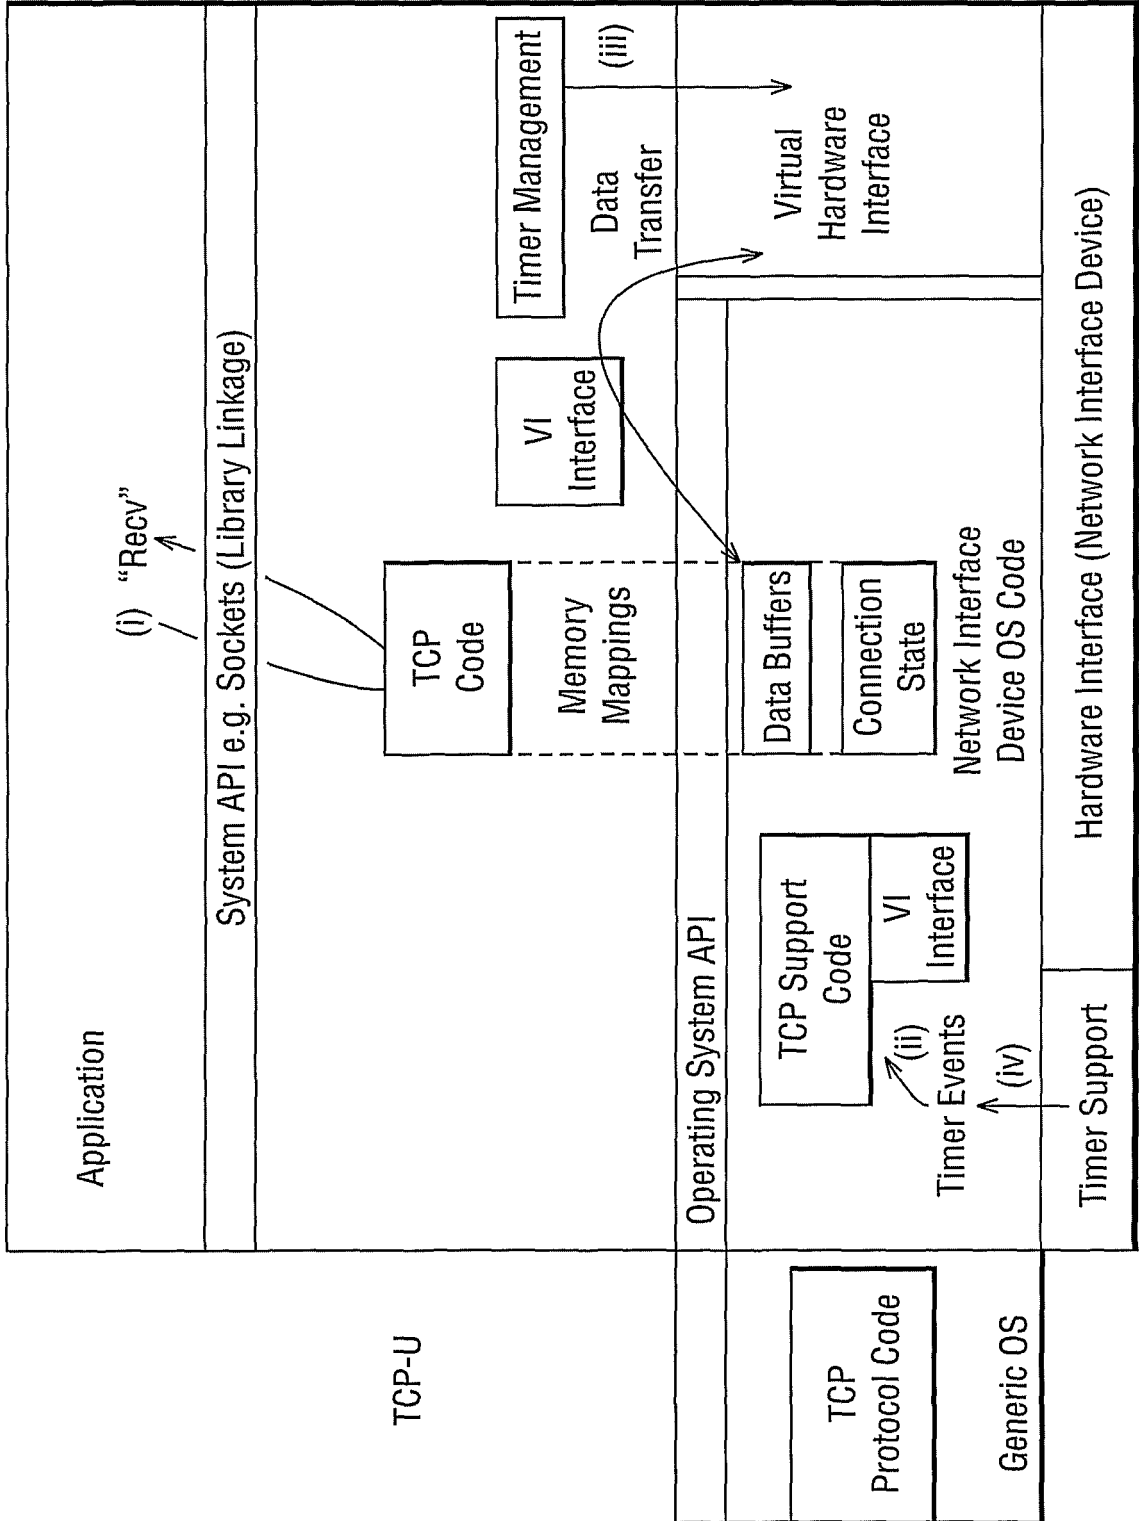 Application
(i) “Recv”
System API e.g. Sockets (Library Linkage)
TCP-U
TCP
Code
Memory
Mappings
VI
Interface
Timer Management
(iii)
Data
Transfer
Operating System API
TCP
Protocol Code
Generic OS
TCP Support
Code
VI
Interface
(ii)
Timer Events
(iv)
Data Buffers
Connection
State
Network Interface
Device OS Code
Virtual
Hardware
Interface
Timer Support
Hardware Interface (Network Interface Device)